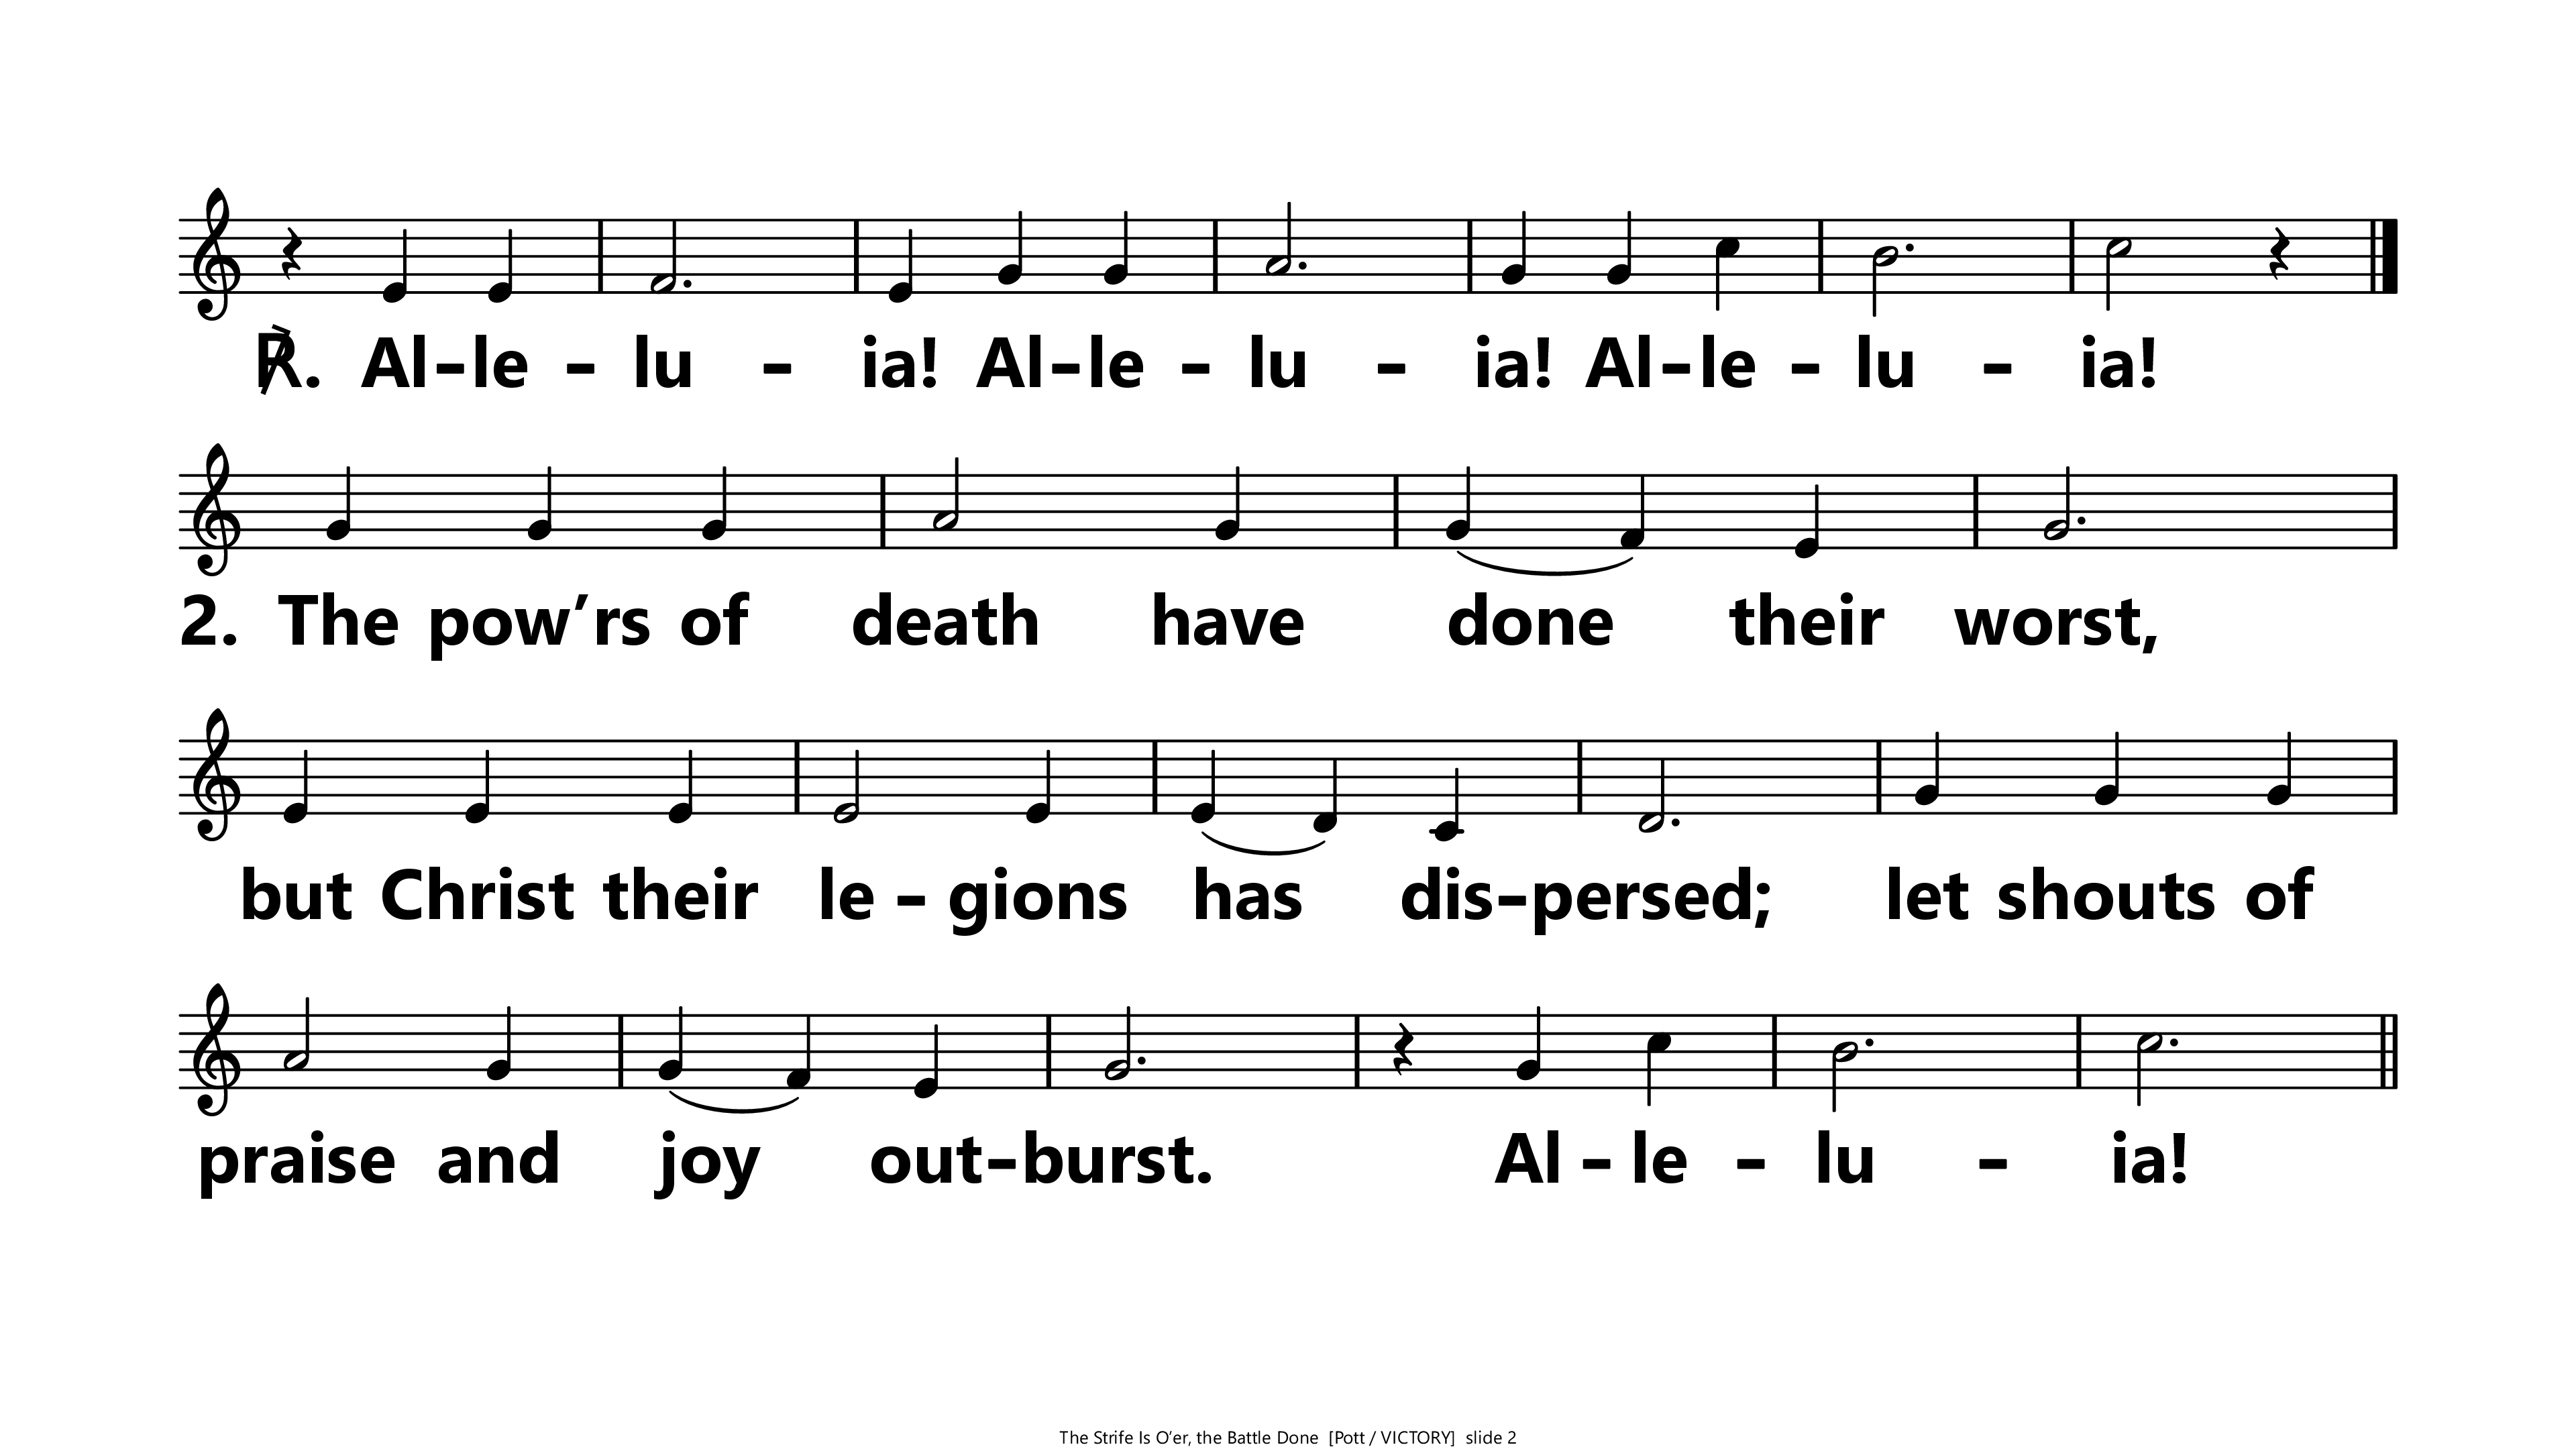 ℟. Al-le - lu - ia! Al-le - lu - ia! Al-le - lu - ia!
2. The pow’rs of death have done their worst,
but Christ their le - gions has dis-persed; let shouts of
praise and joy out-burst. Al - le - lu - ia!
The Strife Is O’er, the Battle Done [Pott / VICTORY] slide 2